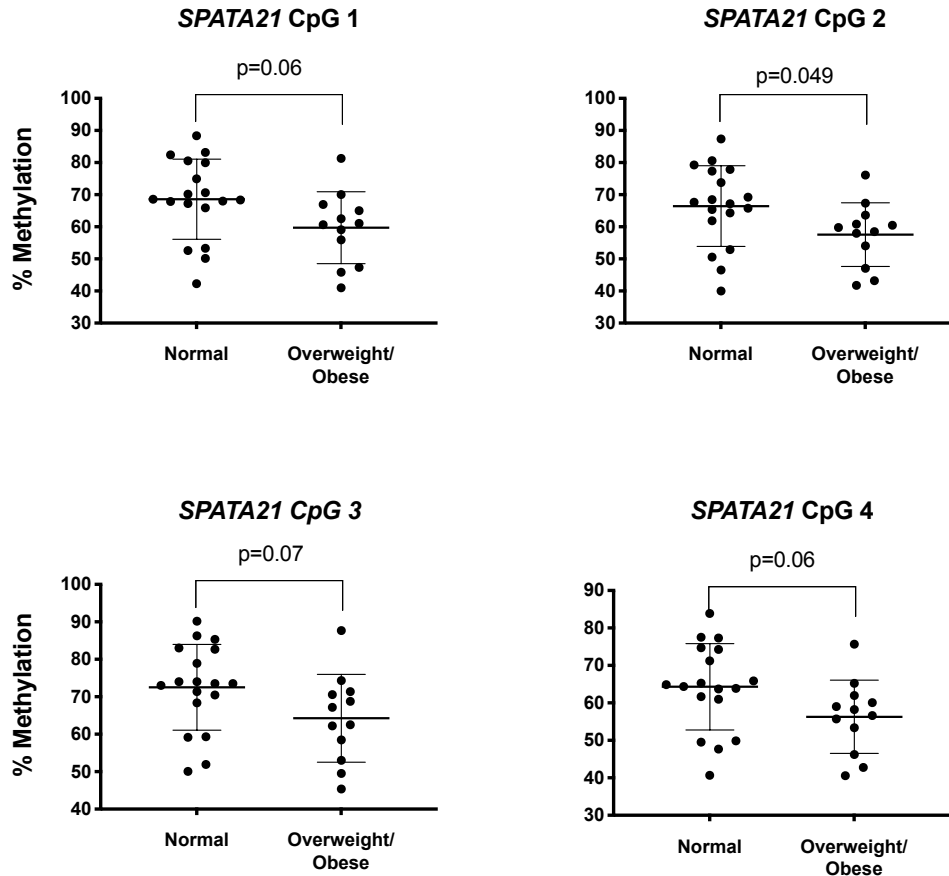 SPATA21 CpG 1
p=0.06
% Methylation
100
90
80
70
60
50
40
30
Normal
Overweight/
Obese
SPATA21 CpG 2
p=0.049
100
90
80
70
60
50
40
30
Normal
Overweight/
Obese
SPATA21 CpG 3
p=0.07
% Methylation
100
90
80
70
60
50
40
Normal
Overweight/
Obese
SPATA21 CpG 4
p=0.06
90
80
70
60
50
40
30
Normal
Overweight/
Obese